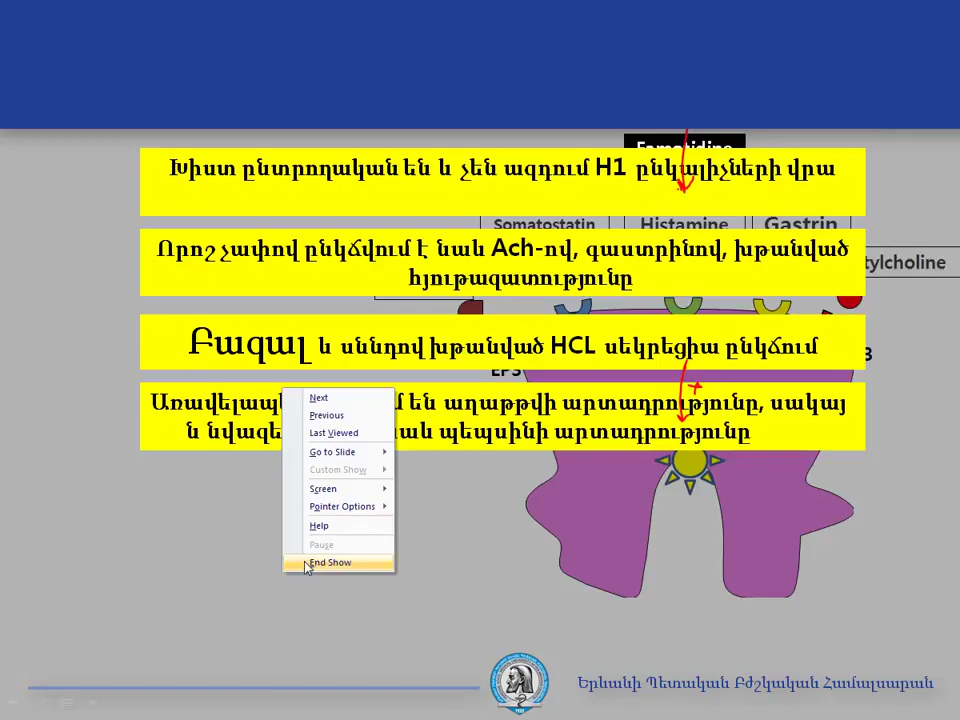 Famotidine
Խիստ ընտրողական են և չեն ազդում H1 ընկալիչների վրա
Somatostatin
Histamine
Gastrin
Որոշ չափով ընկճվում է նաև Ach-ով, գաստրինով, խթանված
հյութազատությունը
tylcholine
Բազալ և սննդով խթանված HCL սեկրեցիա ընկճում
Առավելապես են աղաթթվի արտադրությունը, սակայ
ն նվազե նաև պեպսինի արտադրությունը
Next
Previous
Last Viewed
Go to Slide
Custom Show
Screen
Pointer Options
Help
Pause
End Show
Երևանի Պետական Բժշկական Համալսարան